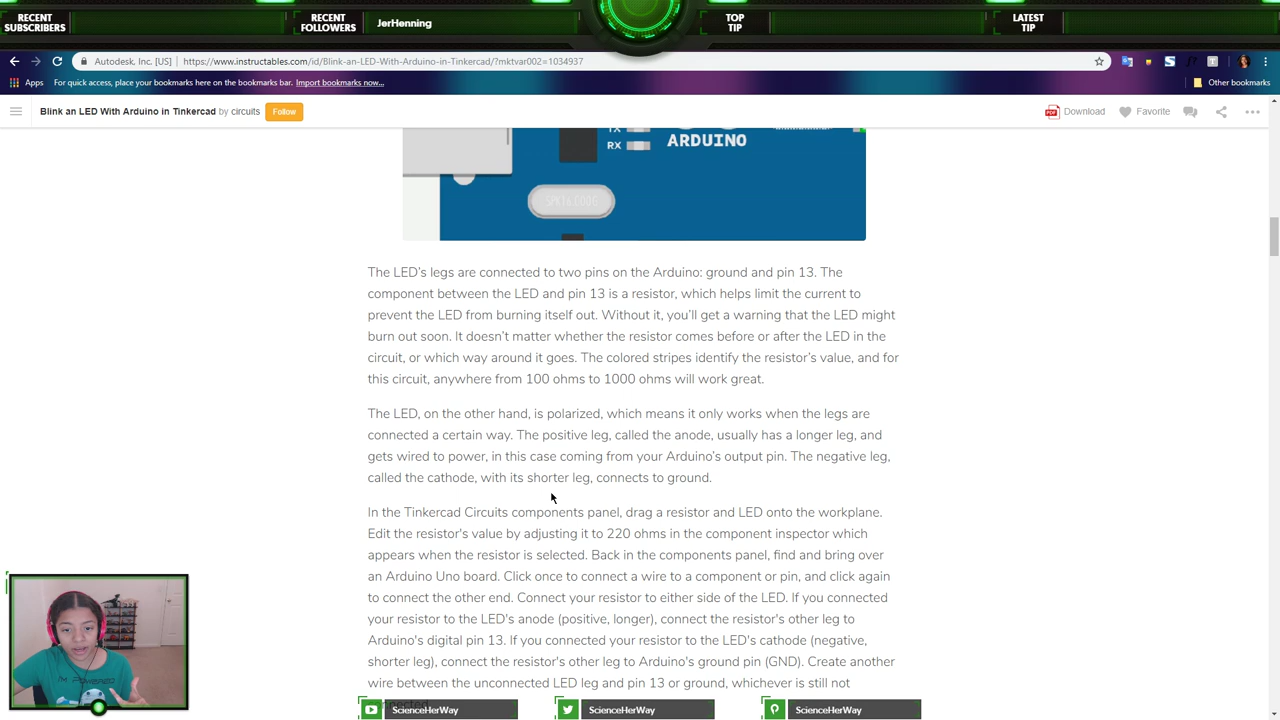 RECENT
SUBSCRIBERS
RECENT
FOLLOWERS
JerHenning
TOP
TIP
LATEST
TIP
Autodesk, Inc. [US] https://www.instructables.com/id/Blink-an-LED-With-Arduino-in-Tinkercad/?mktvar002=1034937
Apps For quick access, place your bookmarks here on the bookmarks bar. Import bookmarks now... Other bookmarks
Blink an LED With Arduino in Tinkercad by circuits Follow Download Favorite
RX ARDUINO
The LED's legs are connected to two pins on the Arduino: ground and pin 13. The
component between the LED and pin 13 is a resistor, which helps limit the current to
prevent the LED from burning itself out. Without it, you'll get a warning that the LED might
burn out soon. It doesn't matter whether the resistor comes before or after the LED in the
circuit, or which way around it goes. The colored stripes identify the resistor's value, and for
this circuit, anywhere from 100 ohms to 1000 ohms will work great.
The LED, on the other hand, is polarized, which means it only works when the legs are
connected a certain way. The positive leg, called the anode, usually has a longer leg, and
gets wired to power, in this case coming from your Arduino's output pin. The negative leg,
called the cathode, with its shorter leg, connects to ground.
In the Tinkercad Circuits components panel, drag a resistor and LED onto the workplane.
Edit the resistor's value by adjusting it to 220 ohms in the component inspector which
appears when the resistor is selected. Back in the components panel, find and bring over
an Arduino Uno board. Click once to connect a wire to a component or pin, and click again
to connect the other end. Connect your resistor to either side of the LED. If you connected
your resistor to the LED's anode (positive, longer), connect the resistor's other leg to
Arduino's digital pin 13. If you connected your resistor to the LED's cathode (negative,
shorter leg), connect the resistor's other leg to Arduino's ground pin (GND). Create another
wire between the unconnected LED leg and pin 13 or ground, whichever is still not
I'M POWERED
ScienceHerWay
ScienceHerWay
ScienceHerWay